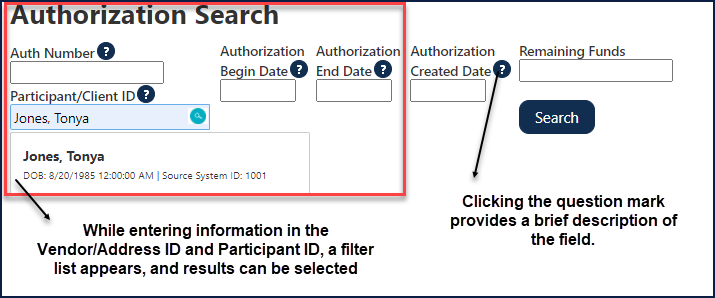 Authorization Search
Auth Number ?
Authorization
Begin Date ?
Authorization
End Date ?
Authorization
Created Date ?
Remaining Funds
Participant/Client ID ?
Jones, Tonya
Search
Jones, Tonya
DOB: 8/20/1985 12:00:00 AM | Source System ID: 1001
While entering information in the
Vendor/Address ID and Participant ID, a filter
list appears, and results can be selected
Clicking the question mark
provides a brief description of
the field.